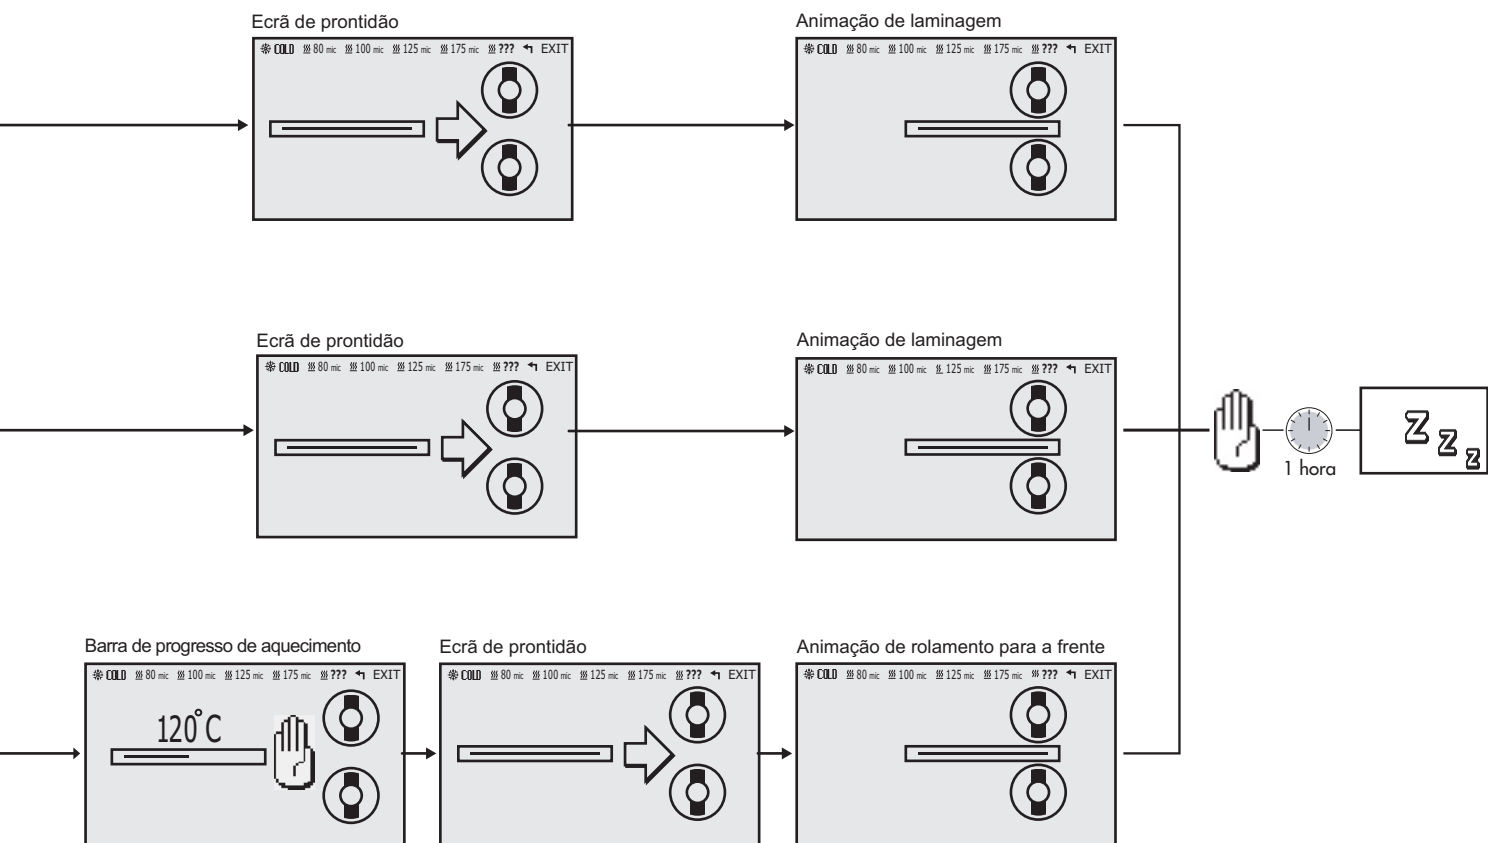 Ecrã de prontidão
COLD 80 mic 100 mic 125 mic 175 mic ??? EXIT
Animação de laminagem
COLD 80 mic 100 mic 125 mic 175 mic ??? EXIT
Ecrã de prontidão
COLD 80 mic 100 mic 125 mic 175 mic ??? EXIT
Animação de laminagem
COLD 80 mic 100 mic 125 mic 175 mic ??? EXIT
1 hora
Z Z Z
Barra de progresso de aquecimento
COLD 80 mic 100 mic 125 mic 175 mic ??? EXIT
120°C
Ecrã de prontidão
COLD 80 mic 100 mic 125 mic 175 mic ??? EXIT
Animação de rolamento para a frente
COLD 80 mic 100 mic 125 mic 175 mic ??? EXIT